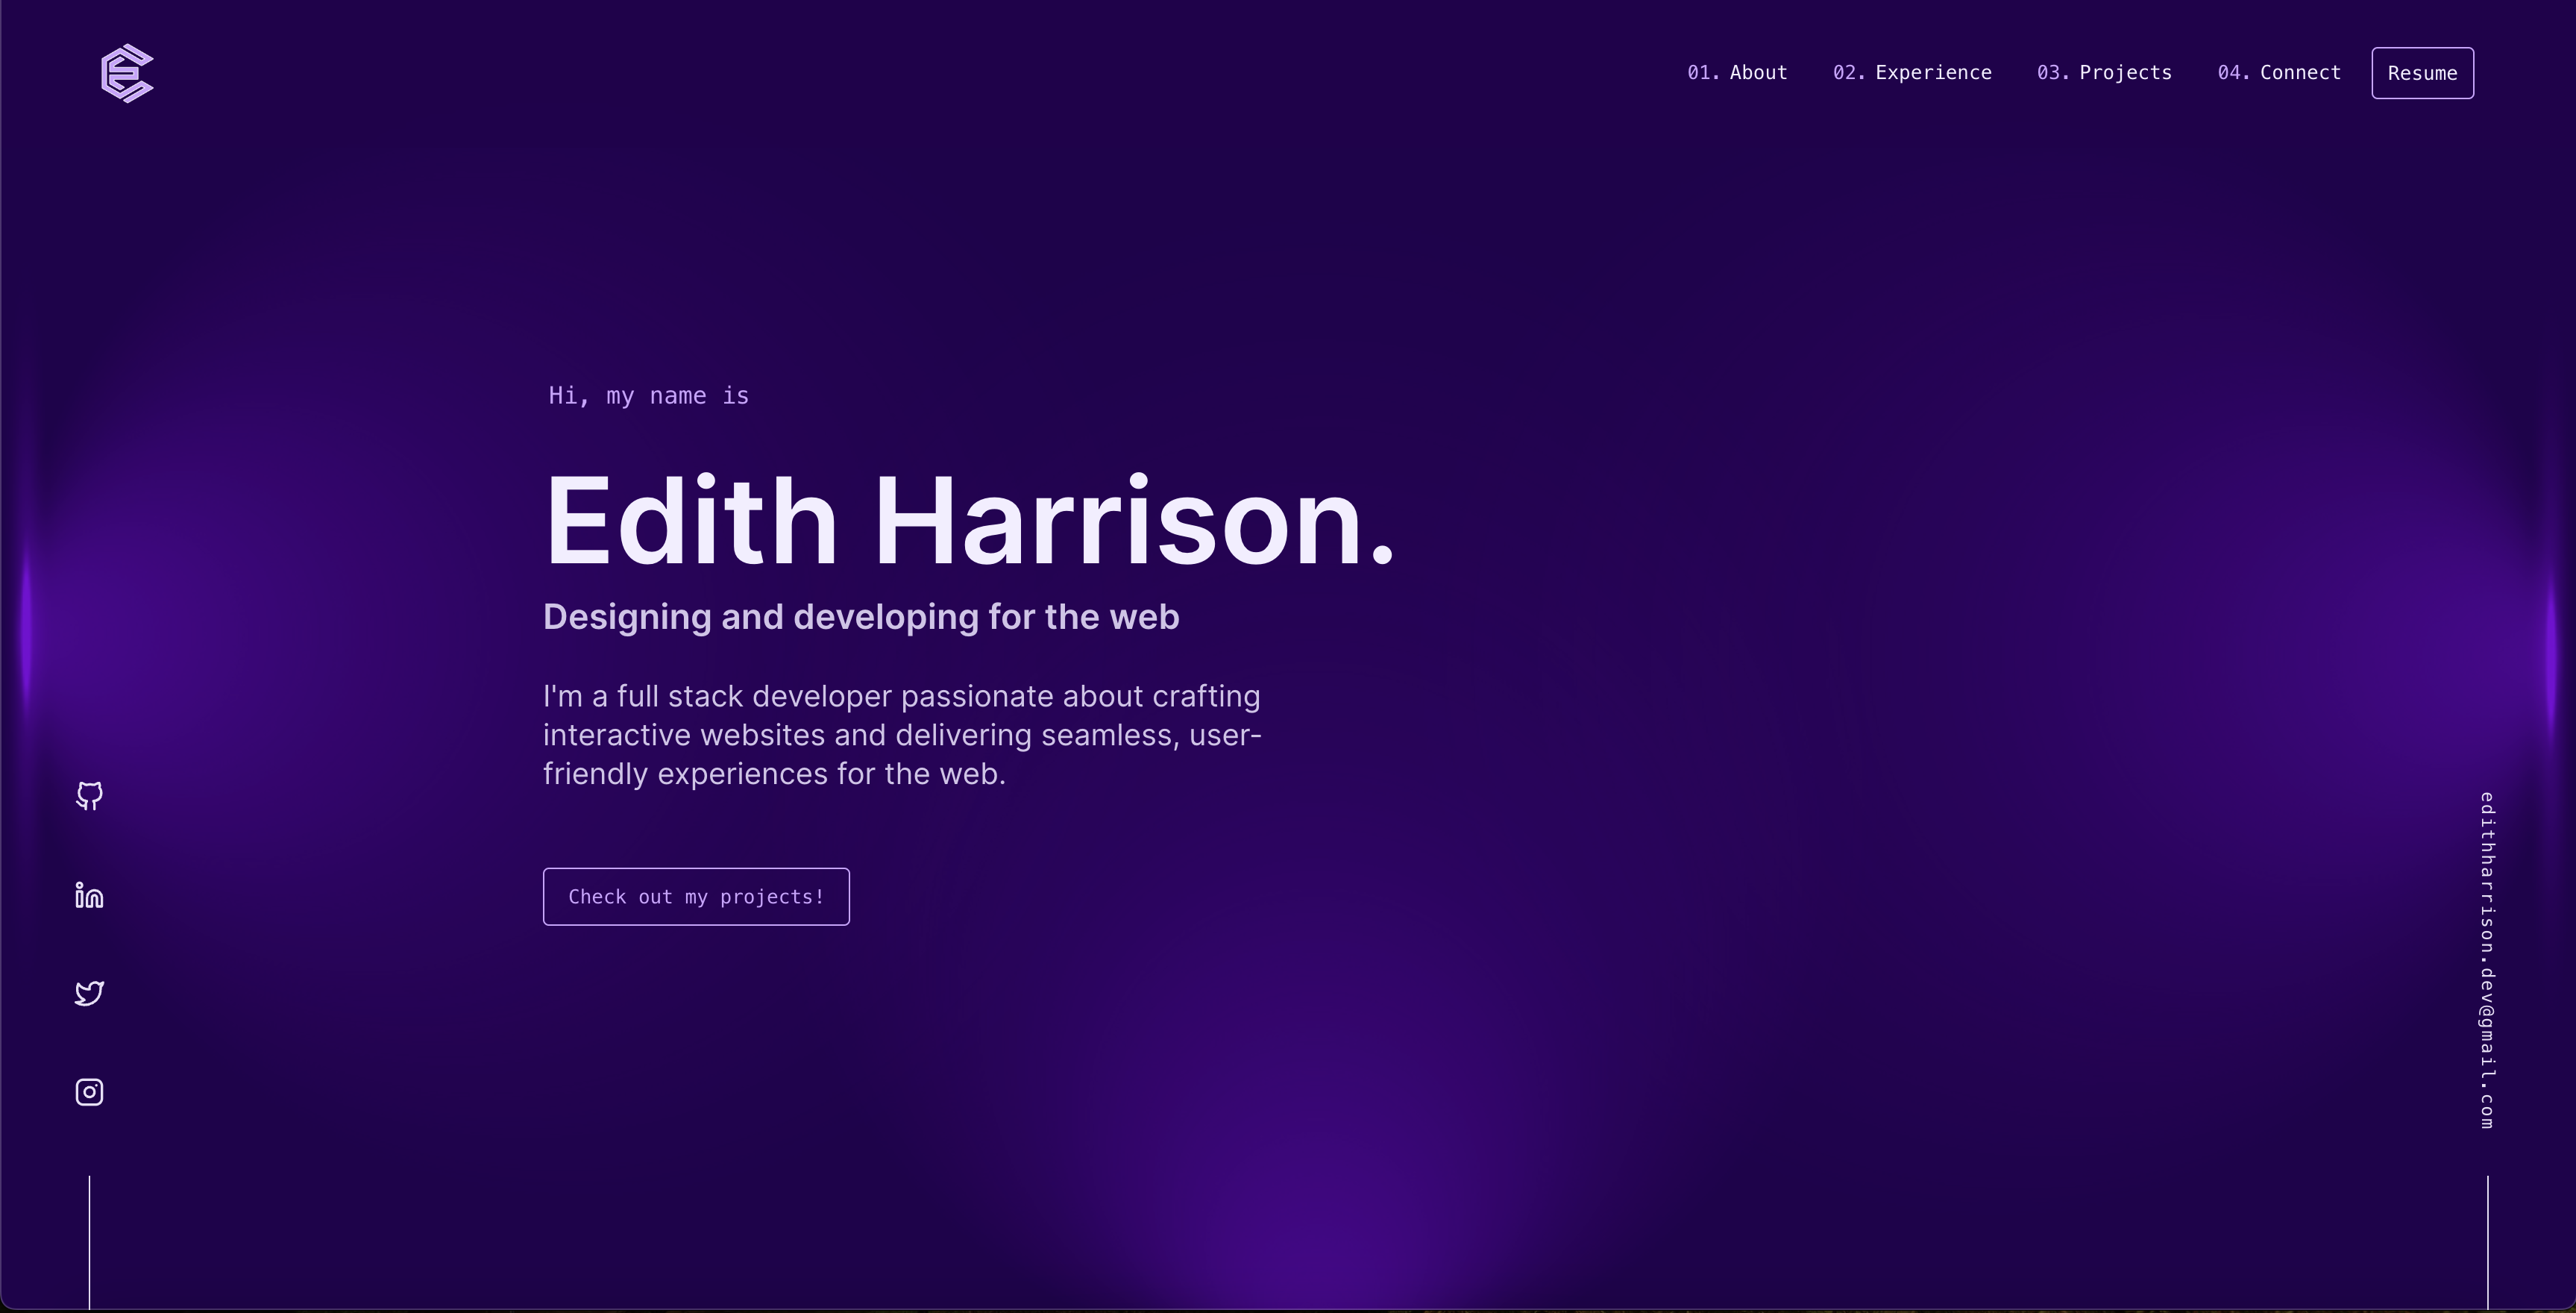 01. About 02. Experience 03. Projects 04. Connect Resume
Hi, my name is
Edith Harrison.
Designing and developing for the web
I'm a full stack developer passionate about crafting
interactive websites and delivering seamless, user-
friendly experiences for the web.
Check out my projects!
edithharrison.dev@gmail.com